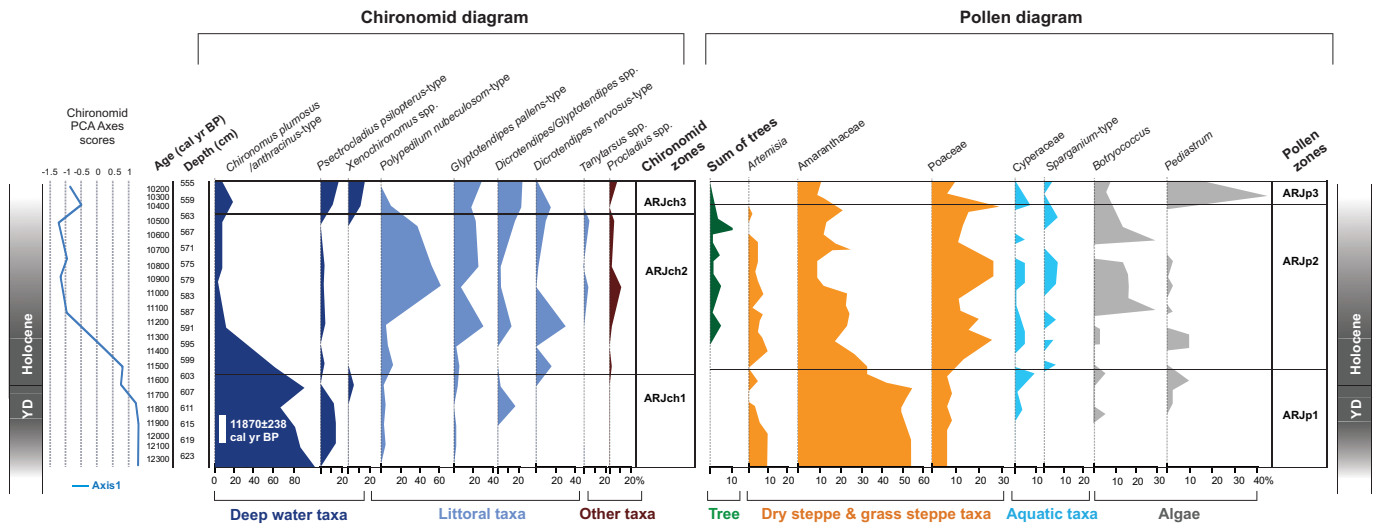 Chironomid diagram
Pollen diagram
Chironomid
PCA Axes
scores
Age (cal yr BP)
Depth (cm)
Chironomus plumosus
/anthracinus-type
Psectrocladius psilopterus-type
Xenochironomus spp.
Polypedilum nubeculosom-type
Glyptotendipes pallens-type
Dicrotendipes/Glyptotendipes spp.
Dicrotendipes nervosus-type
Tanytarsus spp.
Procladius spp.
Chironomid
zones
Sum of trees
Artemisia
Amaranthaceae
Poaceae
Cyperaceae
Sparganium-type
Botryococcus
Pediastrum
Pollen
zones
-1.5 -1 -0.5 0 0.5 1
Holocene
YD
10200
10300
10400
10600
10700
10800
10900
11000
11200
11300
11400
11500
11600
11700
11800
11900
12000
12100
12300
555
559
563
567
571
575
579
583
587
591
595
599
603
607
611
615
619
623
11870±238
cal yr BP
ARJch3
ARJch2
ARJch1
ARJp3
ARJp2
ARJp1
Holocene
YD
Axis1
0 20 40 60 80 100 20 20 20 40 60 20 40 20 40 20 40 20 20%
10 10 20 10 20 30 40 50 60 10 20 30 10 10 10 20 30 10 20 30 40%
Deep water taxa
Littoral taxa
Other taxa
Tree
Dry steppe & grass steppe taxa
Aquatic taxa
Algae